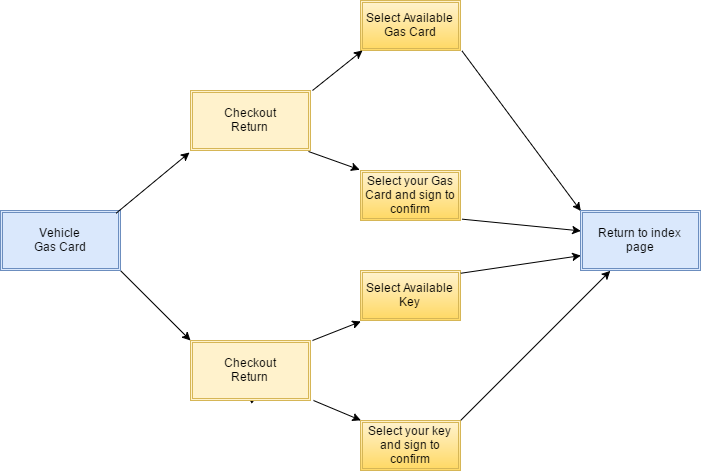 Select Available
Gas Card
Checkout
Return
Select your Gas
Card and sign to
confirm
Vehicle
Gas Card
Return to index
page
Select Available
Key
Checkout
Return
Select your key
and sign to
confirm